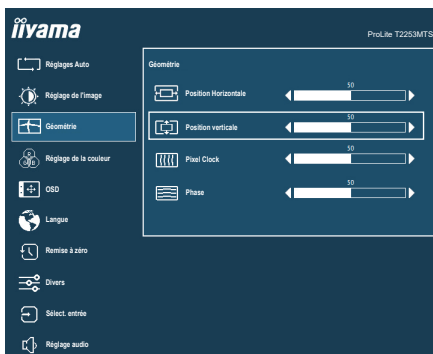 iiyama
ProLite T2253MTS
Réglages Auto
Réglage de l'image
Géométrie
Réglage de la couleur
OSD
Langue
Remise à zéro
Divers
Sélect. entrée
Réglage audio
Géométrie
Position Horizontale
50
Position verticale
50
Pixel Clock
50
Phase
50